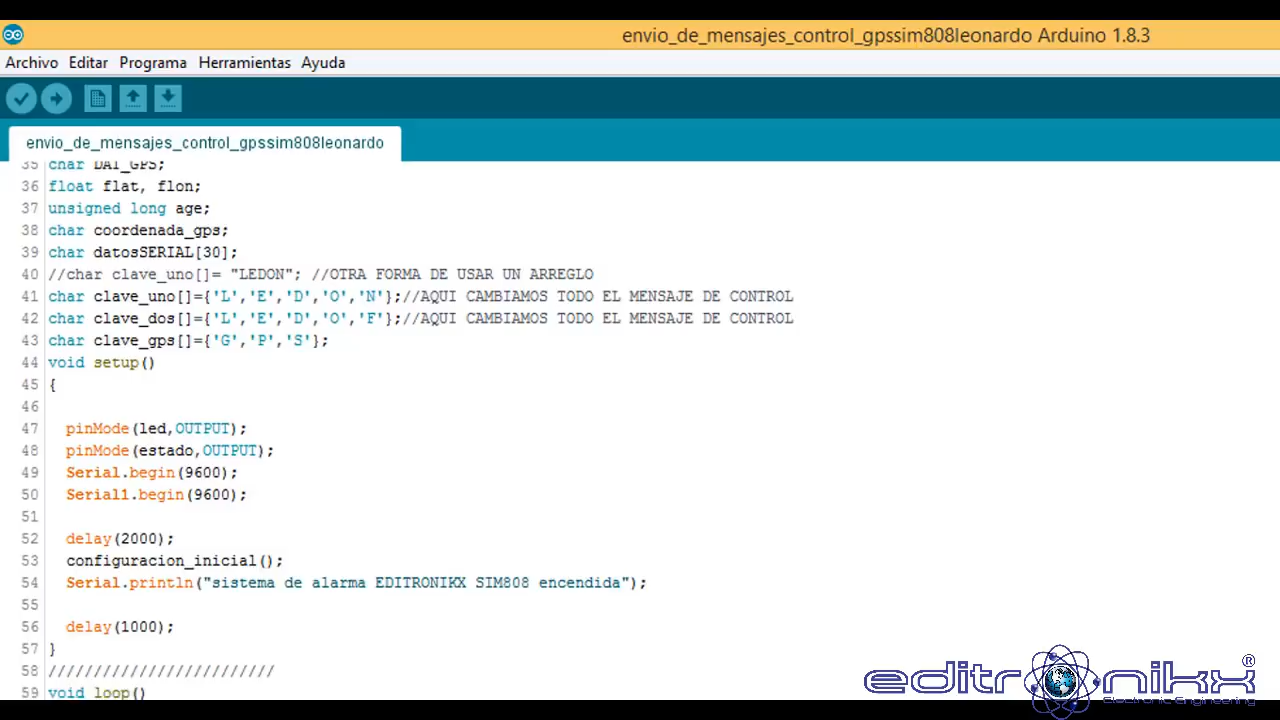 envio_de_mensajes_control_gpssim808leonardo Arduino 1.8.3
Archivo Editar Programa Herramientas Ayuda
envio_de_mensajes_control_gpssim808leonardo
35 char DAT_GPS;
36 float flat, flon;
37 unsigned long age;
38 char coordenada_gps;
39 char datosSERIAL[30];
40 //char clave_uno[]= "LEDON"; //OTRA FORMA DE USAR UN ARREGLO
41 char clave_uno[]={'L','E','D','O','N'};//AQUI CAMBIAMOS TODO EL MENSAJE DE CONTROL
42 char clave_dos[]={'L','E','D','O','F'};//AQUI CAMBIAMOS TODO EL MENSAJE DE CONTROL
43 char clave_gps[]={'G','P','S'};
44 void setup()
45 {
46
47 pinMode(led,OUTPUT);
48 pinMode(estado,OUTPUT);
49 Serial.begin(9600);
50 Serial1.begin(9600);
51
52 delay(2000);
53 configuracion_inicial();
54 Serial.println("sistema de alarma EDITRONIKX SIM808 encendida");
55
56 delay(1000);
57 }
58 /////////////////////////
59 void loop()
editronikx ®
Electronic Engineering